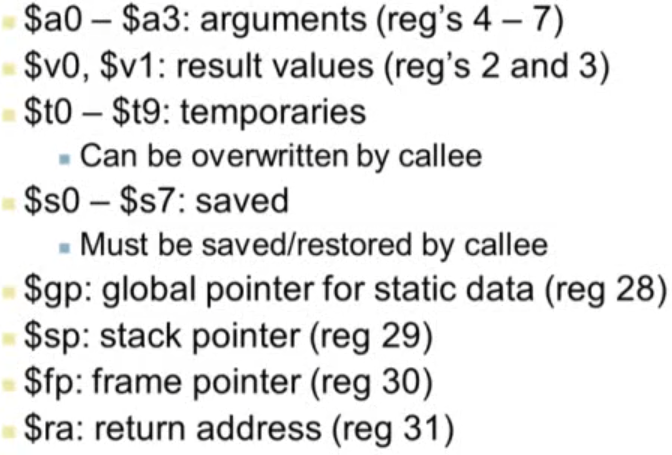 $a0 – $a3: arguments (reg's 4 – 7)
$v0, $v1: result values (reg's 2 and 3)
$t0 – $t9: temporaries
Can be overwritten by callee
$s0 – $s7: saved
Must be saved/restored by callee
$gp: global pointer for static data (reg 28)
$sp: stack pointer (reg 29)
$fp: frame pointer (reg 30)
$ra: return address (reg 31)